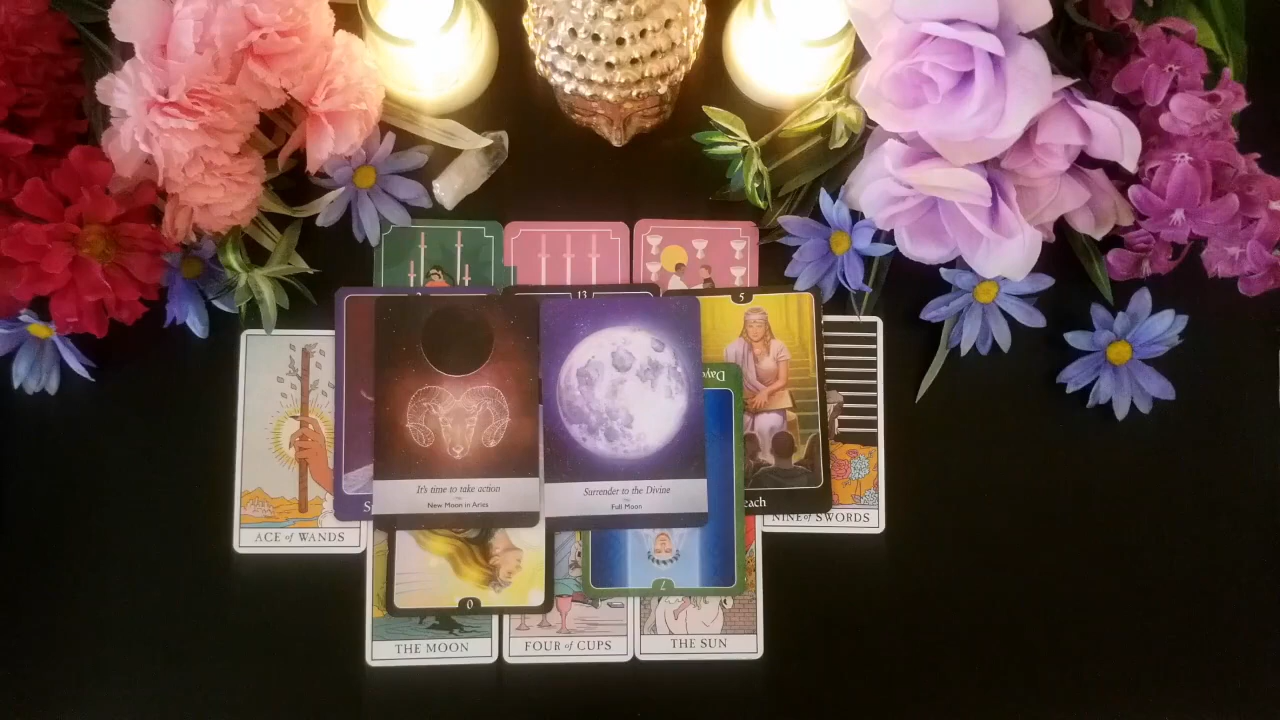 13
5
It's time to take action
New Moon in Aries
Surrender to the Divine
Full Moon
ACE of WANDS
NINE of SWORDS
0
7
THE MOON
FOUR of CUPS
THE SUN